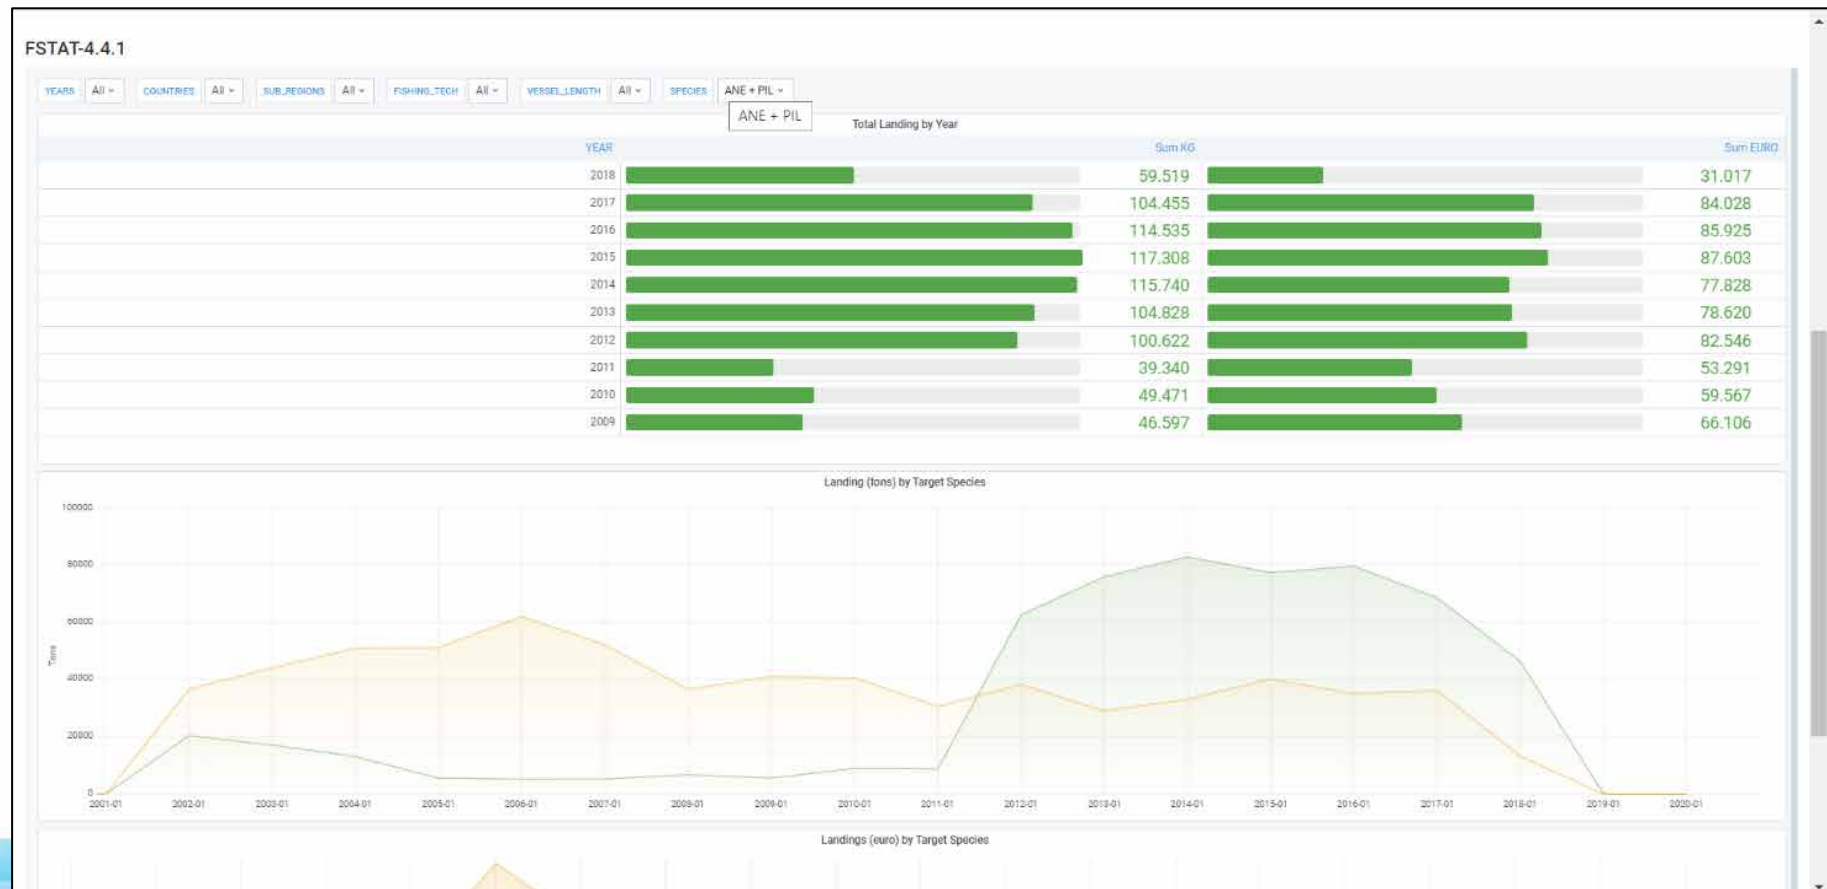 FSTAT-4.4.1
YEARS All COUNTRIES All SUB_REGIONS All FISHING_TECH All VESSEL_LENGTH All SPECIES ANE + PIL
ANE + PIL
Total Landing by Year
YEAR Sum KG Sum EURO
2018 59.519 31.017
2017 104.455 84.028
2016 114.535 85.925
2015 117.308 87.603
2014 115.740 77.828
2013 104.828 78.620
2012 100.622 82.546
2011 39.340 53.291
2010 49.471 59.567
2009 46.597 66.106
Landing (tons) by Target Species
100000
80000
60000
Tons
40000
20000
0
2001-01 2002-01 2003-01 2004-01 2005-01 2006-01 2007-01 2008-01 2009-01 2010-01 2011-01 2012-01 2013-01 2014-01 2015-01 2016-01 2017-01 2018-01 2019-01 2020-01
Landings (euro) by Target Species